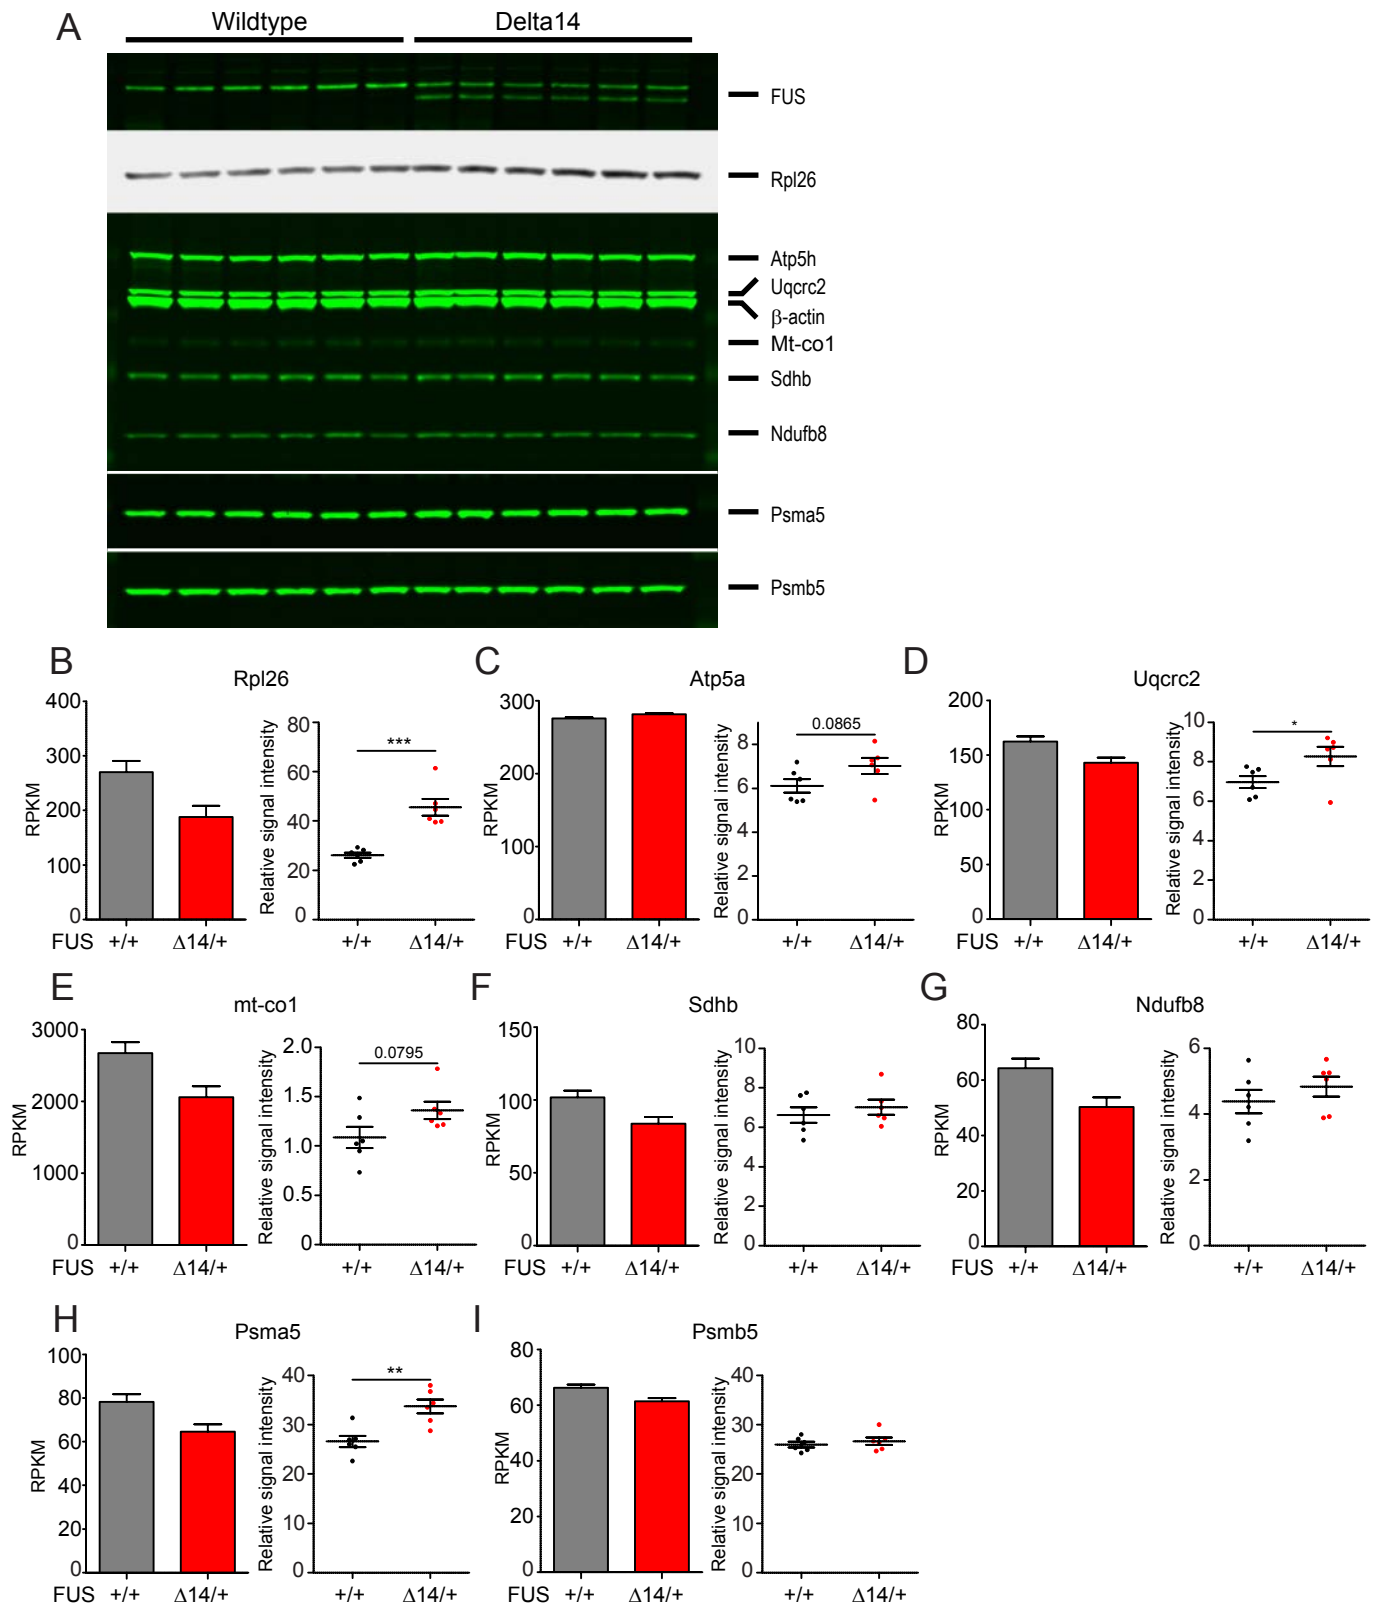 A
Wildtype Delta14
FUS
Rpl26
Atp5h
Uqcrc2
β-actin
Mt-co1
Sdhb
Ndufb8
Psma5
Psmb5
B
Rpl26
RPKM
400
300
200
100
0
FUS +/+ Δ14/+
Relative signal intensity
80
60
40
20
0
***
+/+ Δ14/+
C
Atp5a
RPKM
300
200
100
0
FUS +/+ Δ14/+
Relative signal intensity
8
6
4
2
0
0.0865
+/+ Δ14/+
D
Uqcrc2
RPKM
200
150
100
50
0
FUS +/+ Δ14/+
Relative signal intensity
10
8
6
4
2
0
*
+/+ Δ14/+
E
mt-co1
RPKM
3000
2000
1000
0
FUS +/+ Δ14/+
Relative signal intensity
2.0
1.5
1.0
0.5
0
0.0795
+/+ Δ14/+
F
Sdhb
RPKM
150
100
50
0
FUS +/+ Δ14/+
Relative signal intensity
10
8
6
4
2
0
+/+ Δ14/+
G
Ndufb8
RPKM
80
60
40
20
0
FUS +/+ Δ14/+
Relative signal intensity
6
4
2
0
+/+ Δ14/+
H
Psma5
RPKM
100
80
60
40
20
0
FUS +/+ Δ14/+
Relative signal intensity
40
30
20
10
0
**
+/+ Δ14/+
I
Psmb5
RPKM
80
60
40
20
0
FUS +/+ Δ14/+
Relative signal intensity
40
30
20
10
0
+/+ Δ14/+